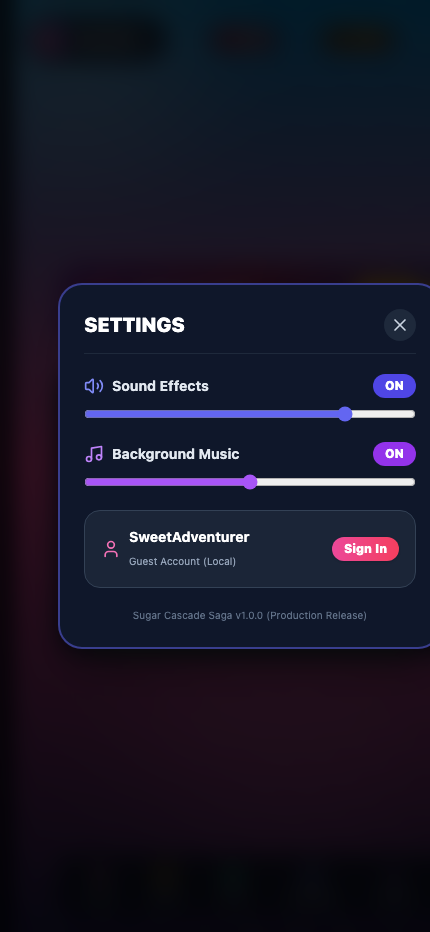 SETTINGS
Sound Effects
ON
Background Music
ON
SweetAdventurer
Guest Account (Local)
Sign In
Sugar Cascade Saga v1.0.0 (Production Release)